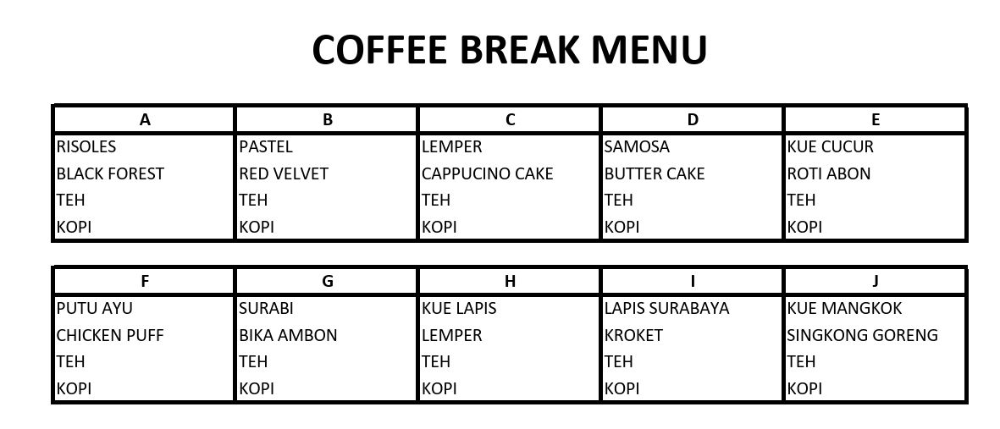 COFFEE BREAK MENU
A B C D E
RISOLES PASTEL LEMPER SAMOSA KUE CUCUR
BLACK FOREST RED VELVET CAPPUCINO CAKE BUTTER CAKE ROTI ABON
TEH TEH TEH TEH TEH
KOPI KOPI KOPI KOPI KOPI
F G H I J
PUTU AYU SURABI KUE LAPIS LAPIS SURABAYA KUE MANGKOK
CHICKEN PUFF BIKA AMBON LEMPER KROKET SINGKONG GORENG
TEH TEH TEH TEH TEH
KOPI KOPI KOPI KOPI KOPI